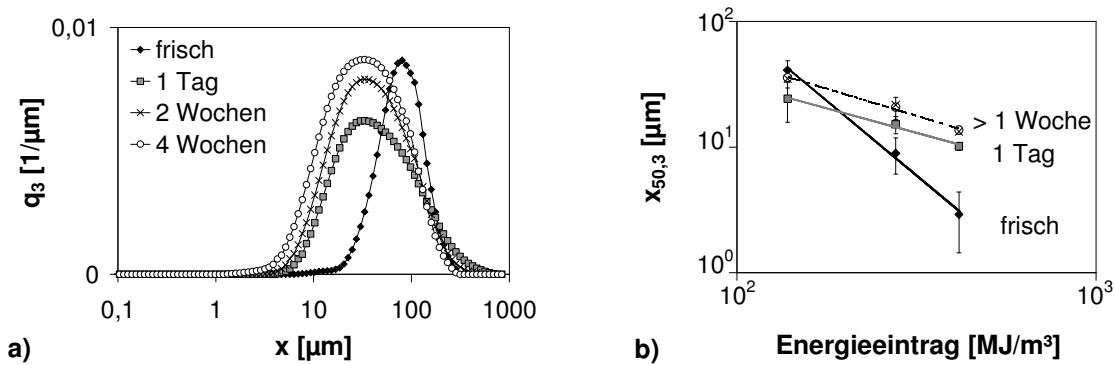 0,01
frisch
1 Tag
2 Wochen
4 Wochen
q₃ [1/µm]
0
0,1 1 10 100 1000
x [µm]
a)
10²
10¹
10⁰
x₅₀,₃ [µm]
> 1 Woche
1 Tag
frisch
10² 10³
Energieeintrag [MJ/m³]
b)